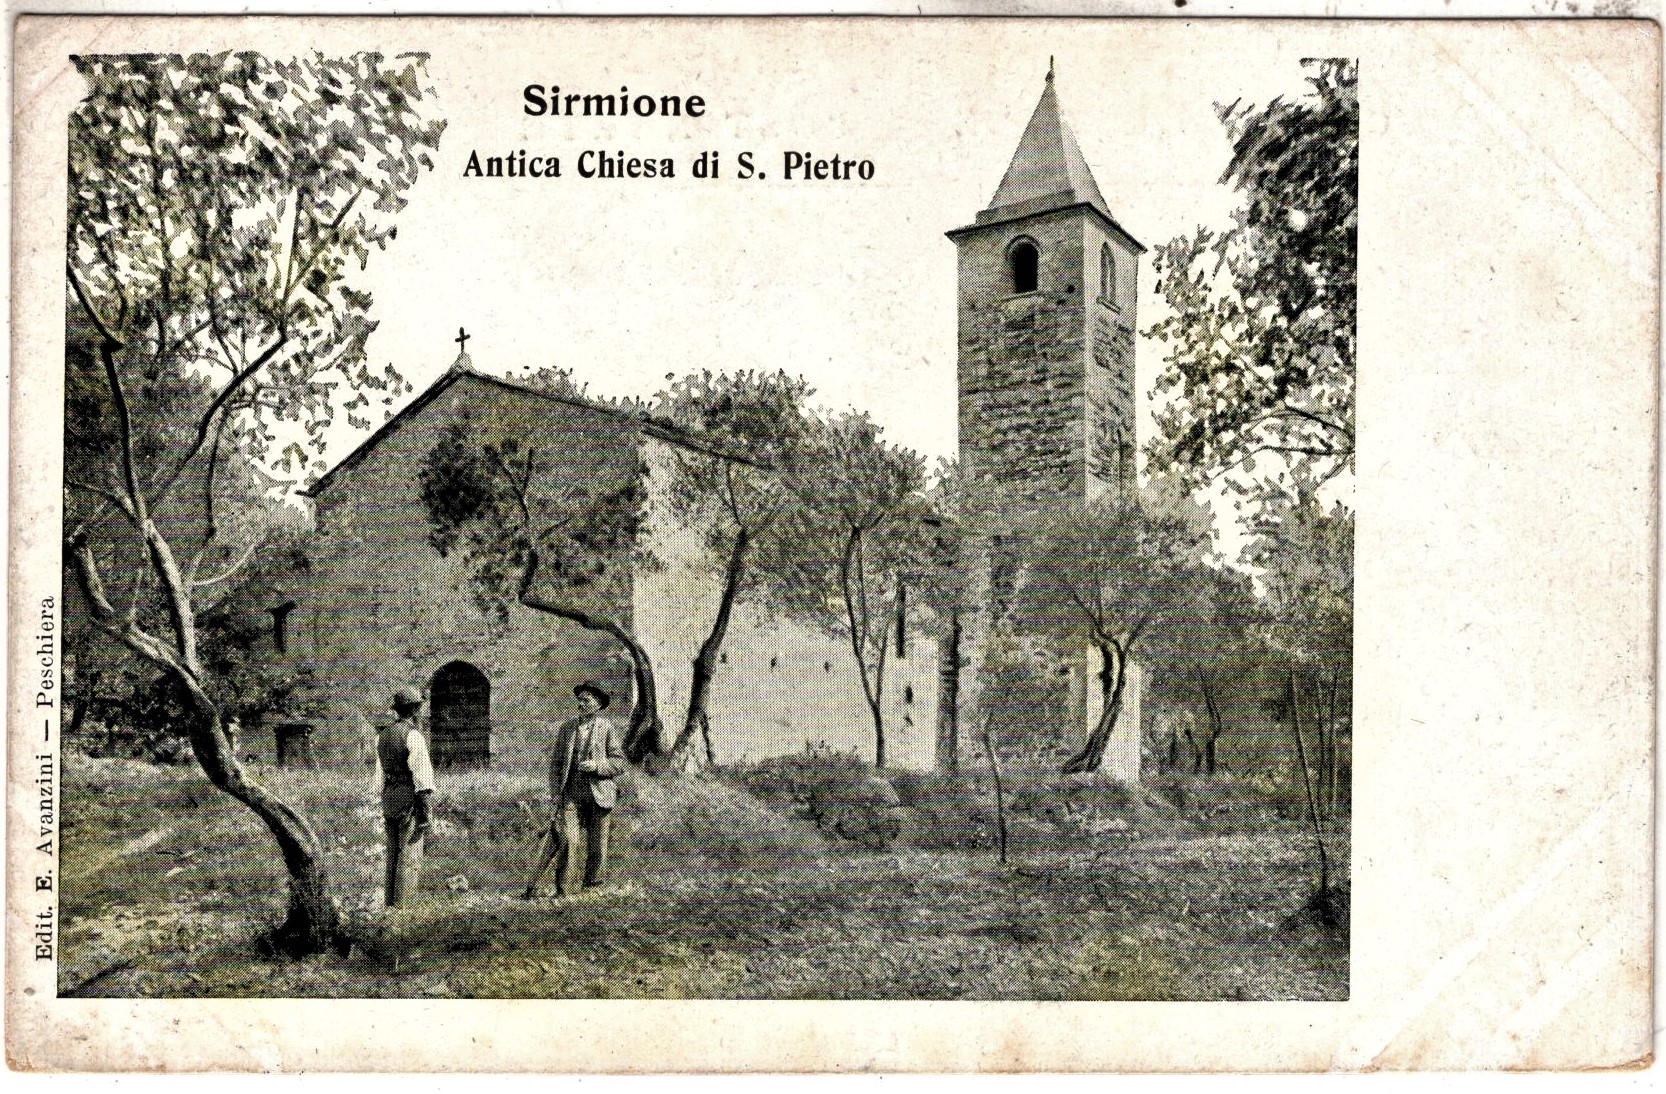 Sirmione
Antica Chiesa di S. Pietro
Edit. E. Avanzini — Peschiera